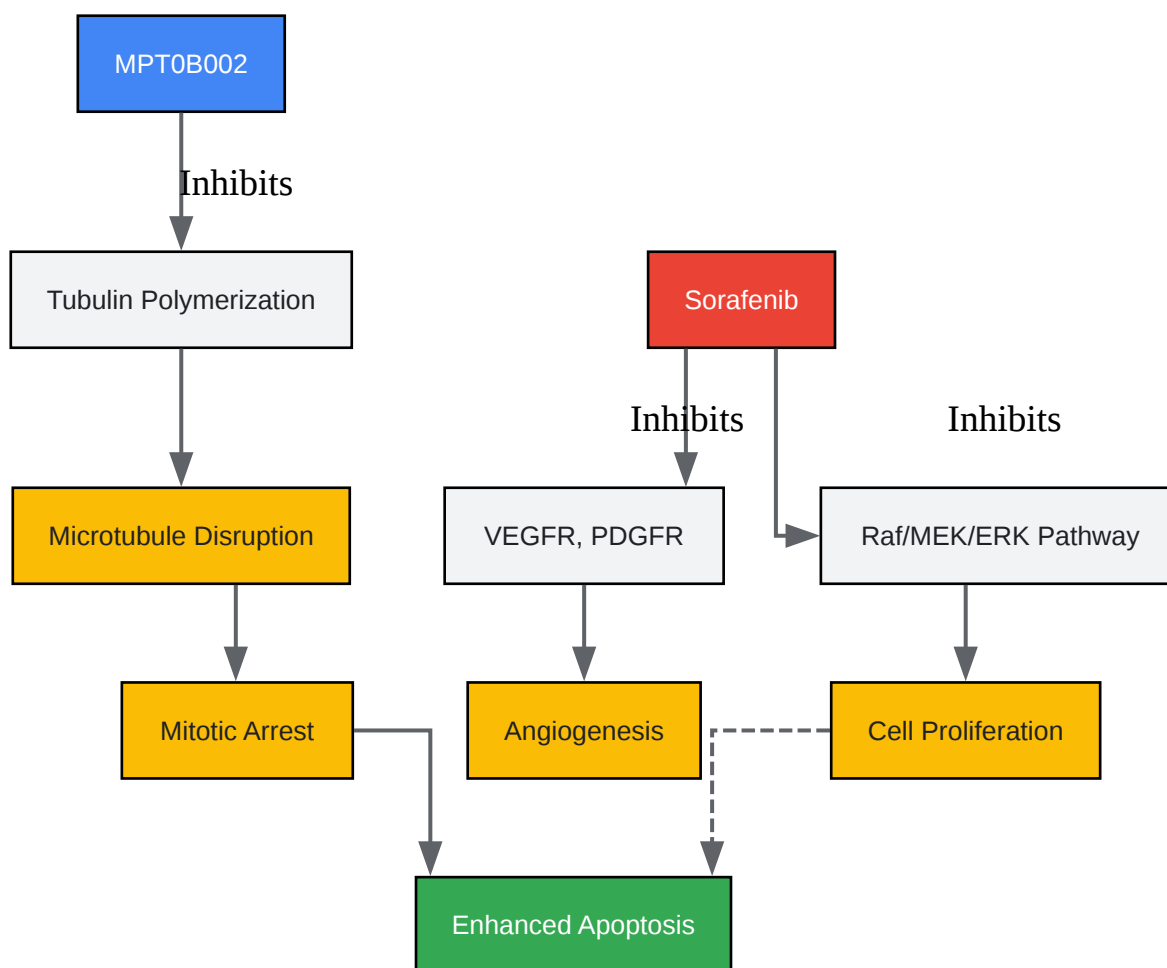 MPT0B002
Inhibits
Tubulin Polymerization
Sorafenib
Inhibits
Inhibits
Microtubule Disruption
VEGFR, PDGFR
Raf/MEK/ERK Pathway
Mitotic Arrest
Angiogenesis
Cell Proliferation
Enhanced Apoptosis